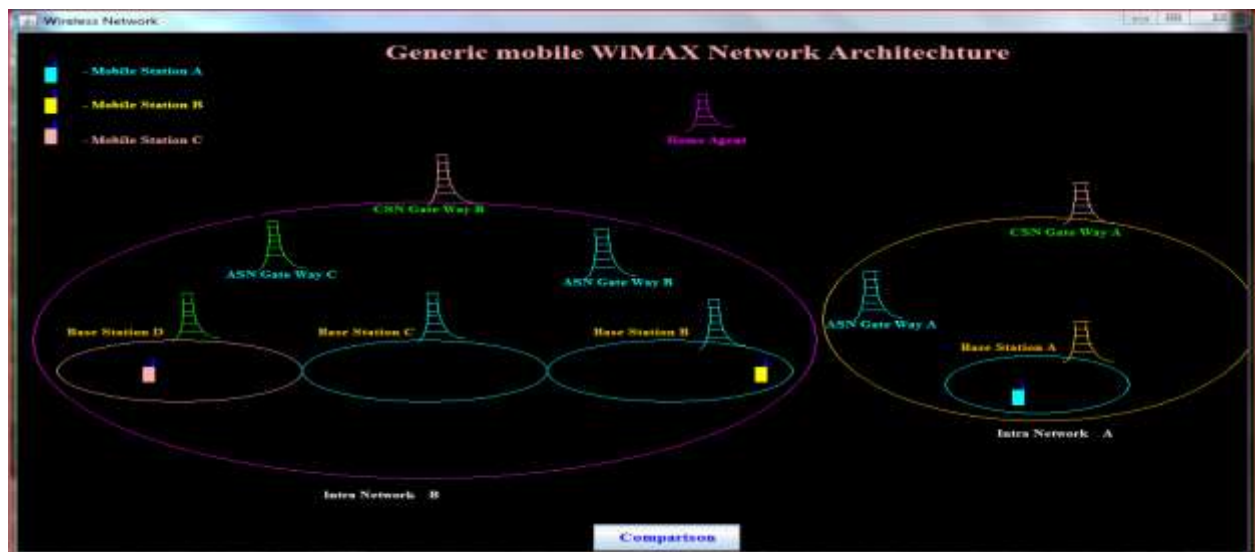 Wireless Network
Generic mobile WiMAX Network Architechture
- Mobile Station A
- Mobile Station B
- Mobile Station C
Home Agent
CSN Gate Way B
CSN Gate Way A
ASN Gate Way C
ASN Gate Way B
ASN Gate Way A
Base Station D
Base Station C
Base Station B
Base Station A
Intra Network A
Intra Network B
Comparison